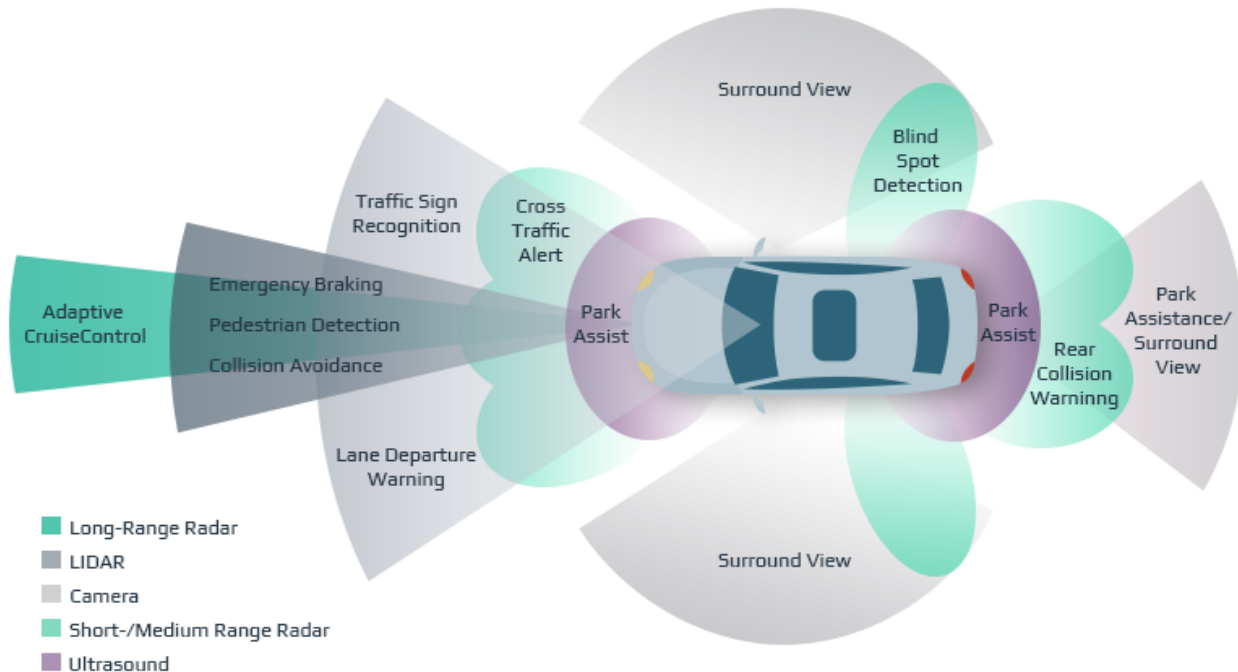 Surround View
Blind
Spot
Detection
Traffic Sign
Recognition
Cross
Traffic
Alert
Emergency Braking
Pedestrian Detection
Collision Avoidance
Adaptive
CruiseControl
Park
Assist
Park
Assist
Rear
Collision
Warninng
Park
Assistance/
Surround
View
Lane Departure
Warning
Surround View
Long-Range Radar
LIDAR
Camera
Short-/Medium Range Radar
Ultrasound